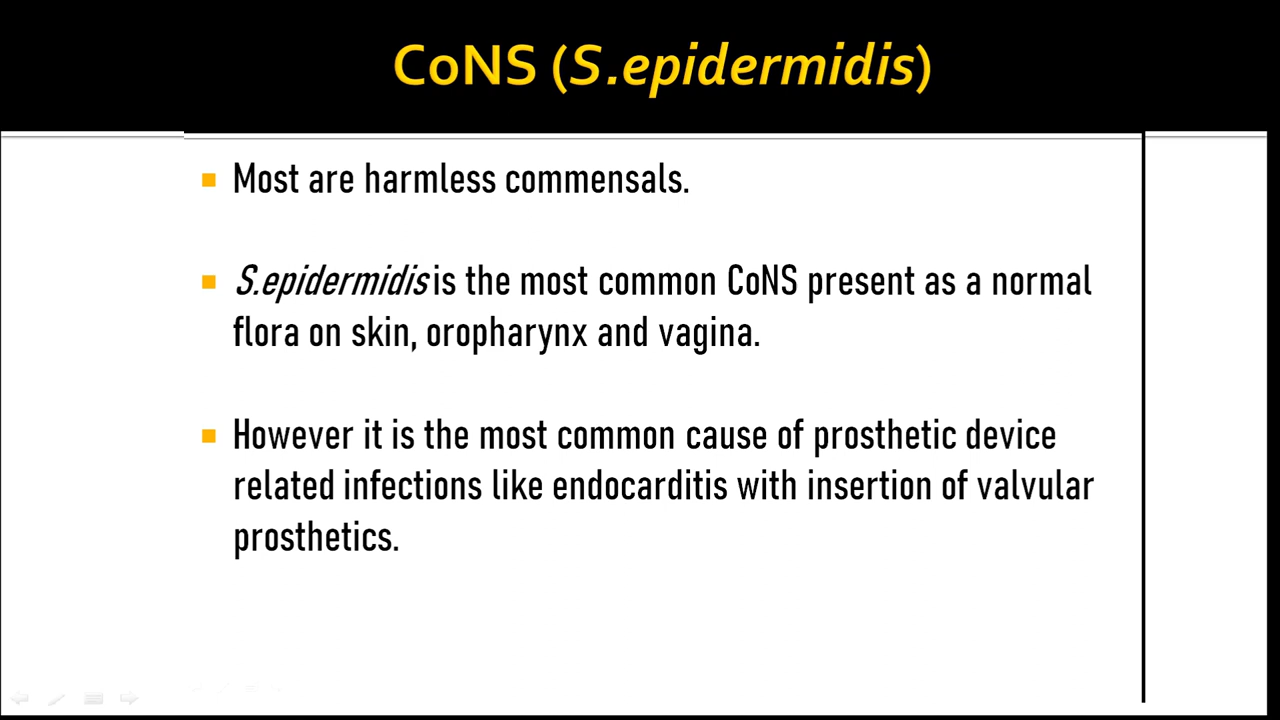 CoNS (S.epidermidis)
Most are harmless commensals.
S.epidermidis is the most common CoNS present as a normal
flora on skin, oropharynx and vagina.
However it is the most common cause of prosthetic device
related infections like endocarditis with insertion of valvular
prosthetics.